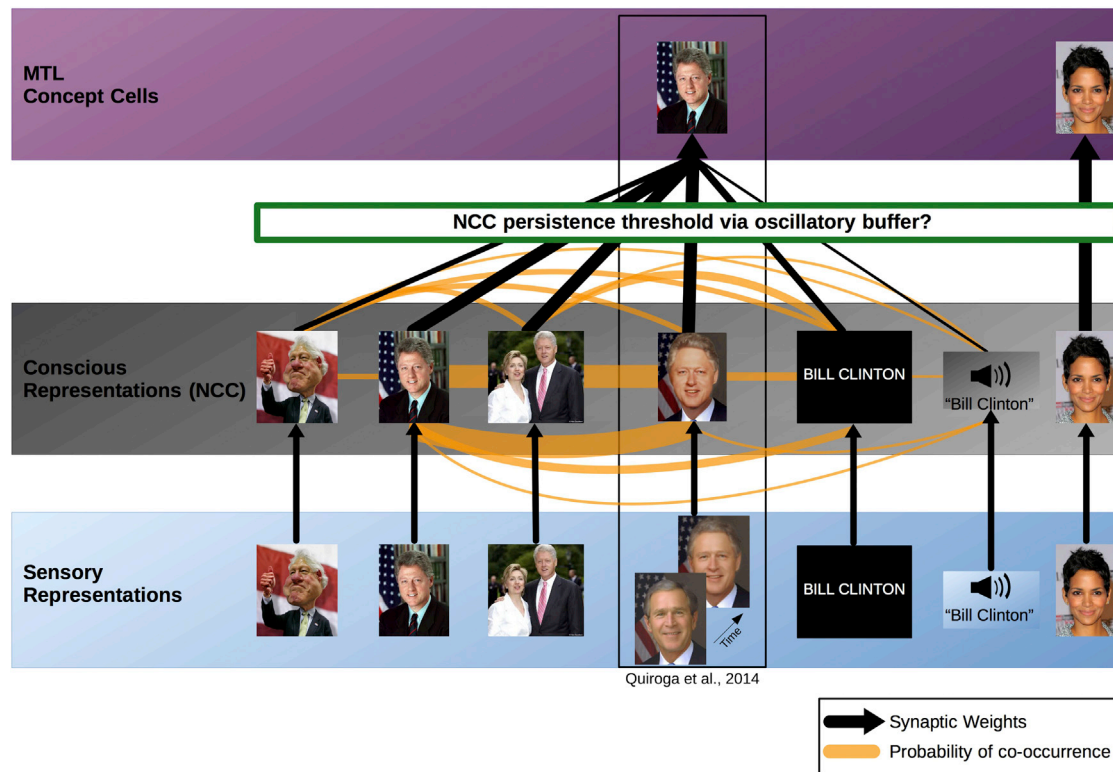 MTL
Concept Cells
NCC persistence threshold via oscillatory buffer?
Conscious
Representations (NCC)
BILL CLINTON
“Bill Clinton”
Sensory
Representations
Time
BILL CLINTON
“Bill Clinton”
Quiroga et al., 2014
Synaptic Weights
Probability of co-occurrence